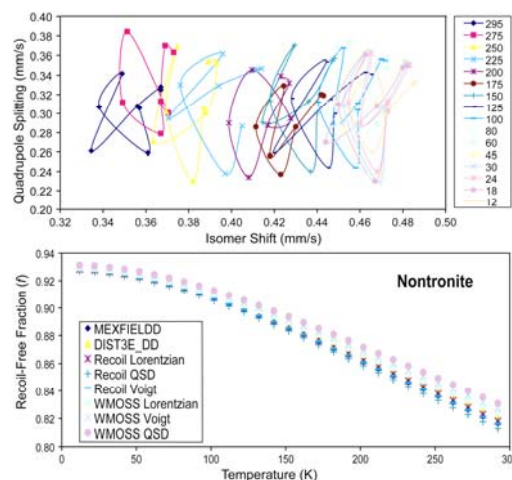 0.40
0.38
0.36
0.34
0.32
0.30
0.28
0.26
0.24
0.22
0.20
Quadrupole Splitting (mm/s)
0.32 0.34 0.36 0.38 0.40 0.42 0.44 0.46 0.48 0.50
Isomer Shift (mm/s)
295
275
250
225
200
175
150
125
100
80
60
45
30
24
18
12
0.94
0.92
0.90
0.88
0.86
0.84
0.82
0.80
Recoil-Free Fraction (f)
Nontronite
MEXFIELDD
DIST3E_DD
Recoil Lorentzian
Recoil QSD
Recoil Voigt
WMOSS Lorentzian
WMOSS Voigt
WMOSS QSD
0 50 100 150 200 250 300
Temperature (K)